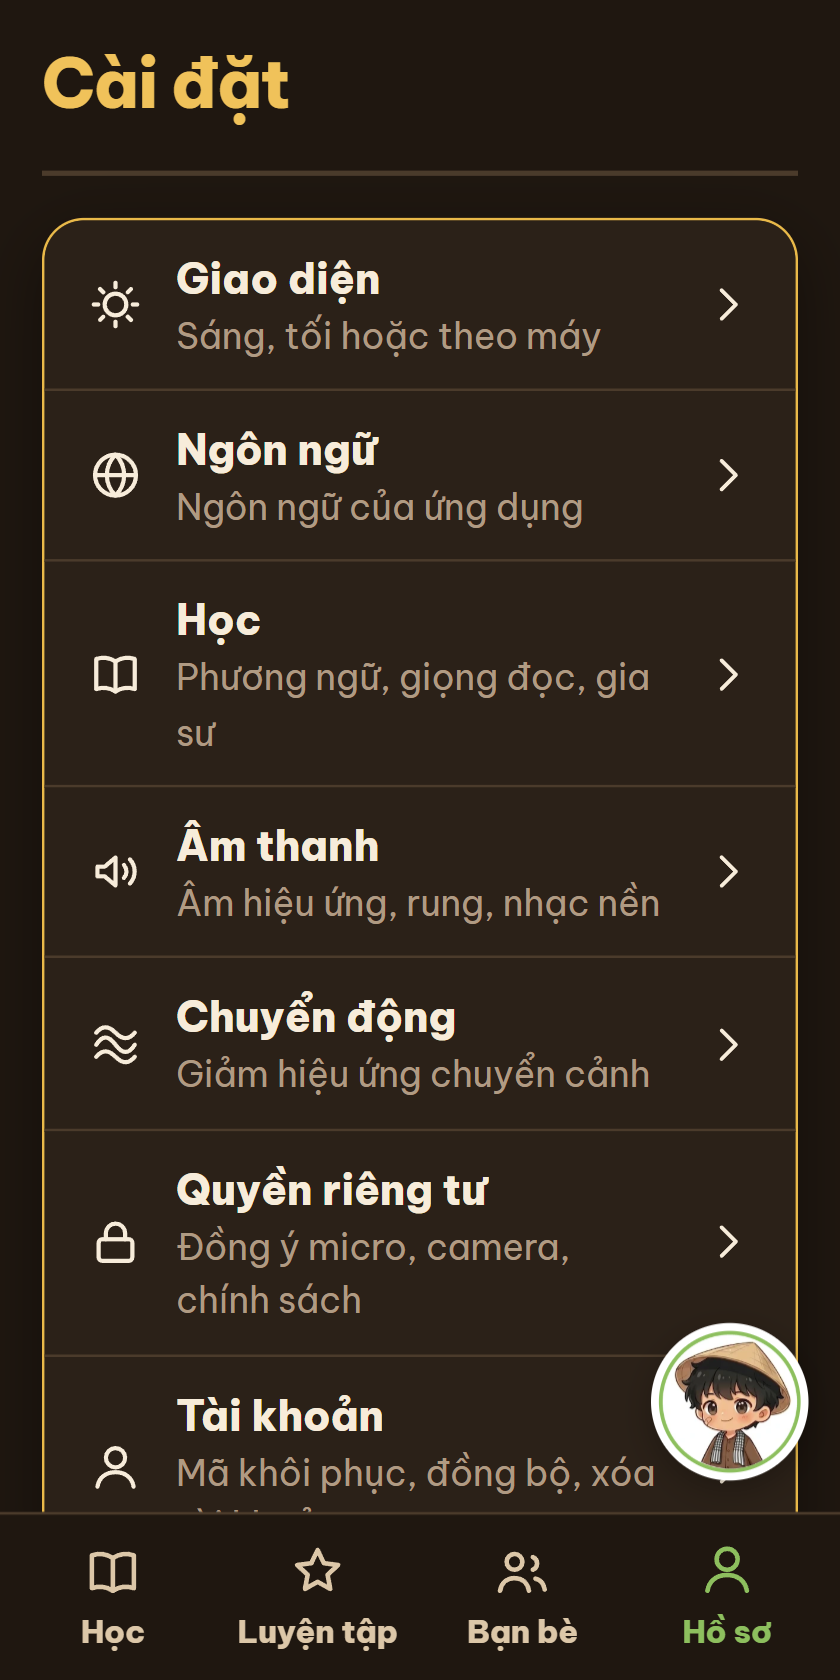 Cài đặt
Giao diện
Sáng, tối hoặc theo máy
Ngôn ngữ
Ngôn ngữ của ứng dụng
Học
Phương ngữ, giọng đọc, gia
sư
Âm thanh
Âm hiệu ứng, rung, nhạc nền
Chuyển động
Giảm hiệu ứng chuyển cảnh
Quyền riêng tư
Đồng ý micro, camera,
chính sách
Tài khoản
Mã khôi phục, đồng bộ, xóa
Học
Luyện tập
Bạn bè
Hồ sơ